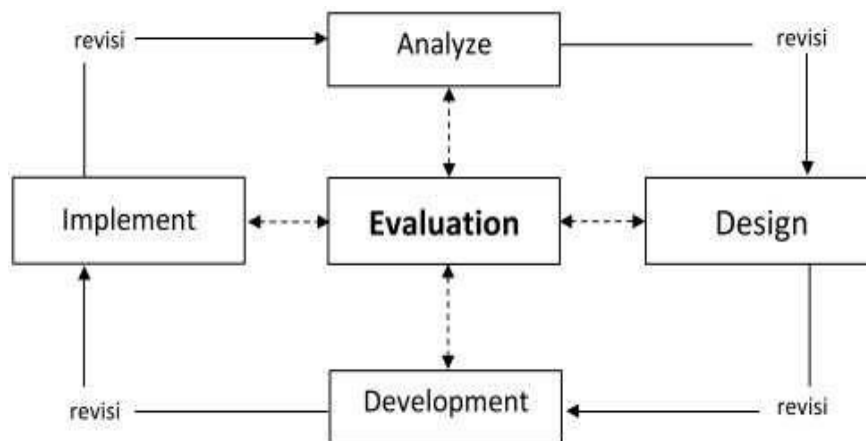 revisi
Analyze
revisi
Implement
Evaluation
Design
revisi
Development
revisi